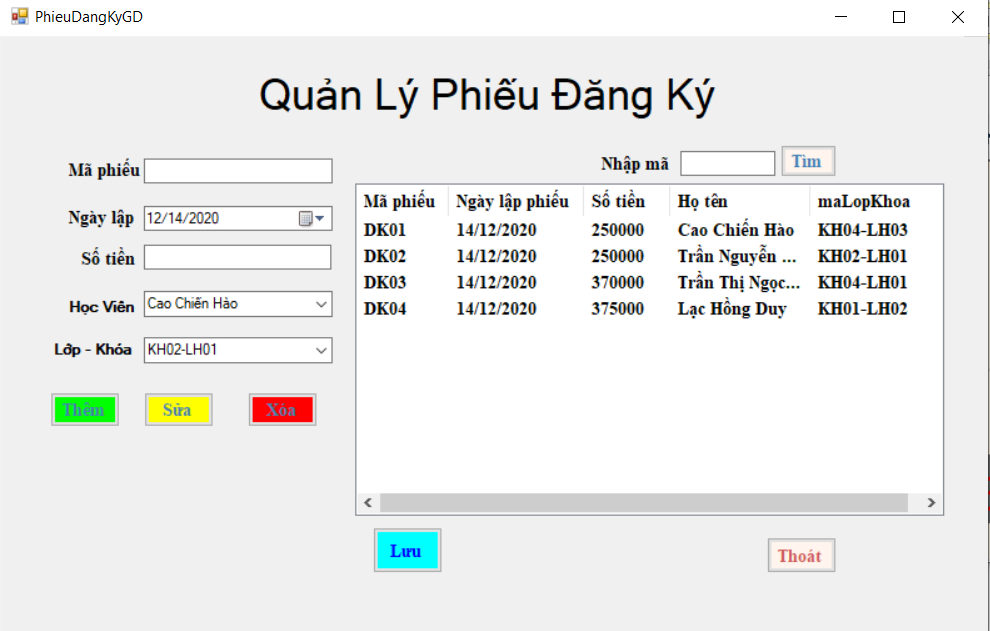 PhieuDangKyGD
Quản Lý Phiếu Đăng Ký
Nhập mã Tìm
Mã phiếu
Ngày lập 12/14/2020
Số tiền
Học Viên Cao Chiến Hào
Lớp - Khóa KH02-LH01
Thêm Sửa Xóa
Mã phiếu Ngày lập phiếu Số tiền Họ tên maLopKhoa
DK01 14/12/2020 250000 Cao Chiến Hào KH04-LH03
DK02 14/12/2020 250000 Trần Nguyễn ... KH02-LH01
DK03 14/12/2020 370000 Trần Thị Ngọc... KH04-LH01
DK04 14/12/2020 375000 Lạc Hồng Duy KH01-LH02
Lưu Thoát